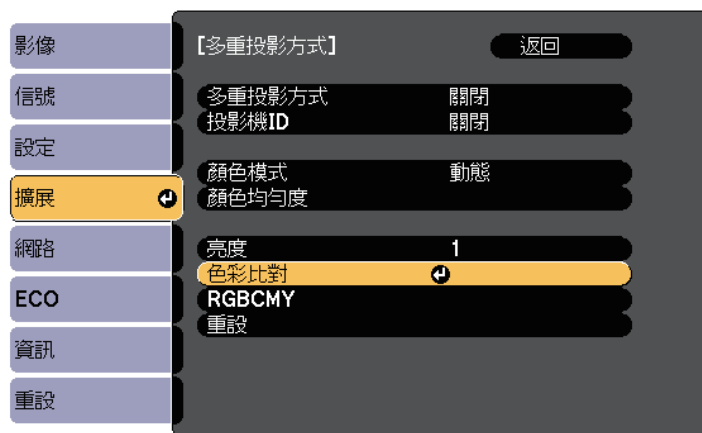 影像
信號
設定
擴展
網路
ECO
資訊
重設
【多重投影方式】 返回
多重投影方式 關閉
投影機ID 關閉
顏色模式 動態
顏色均勻度
亮度 1
色彩比對
RGBCMY
重設